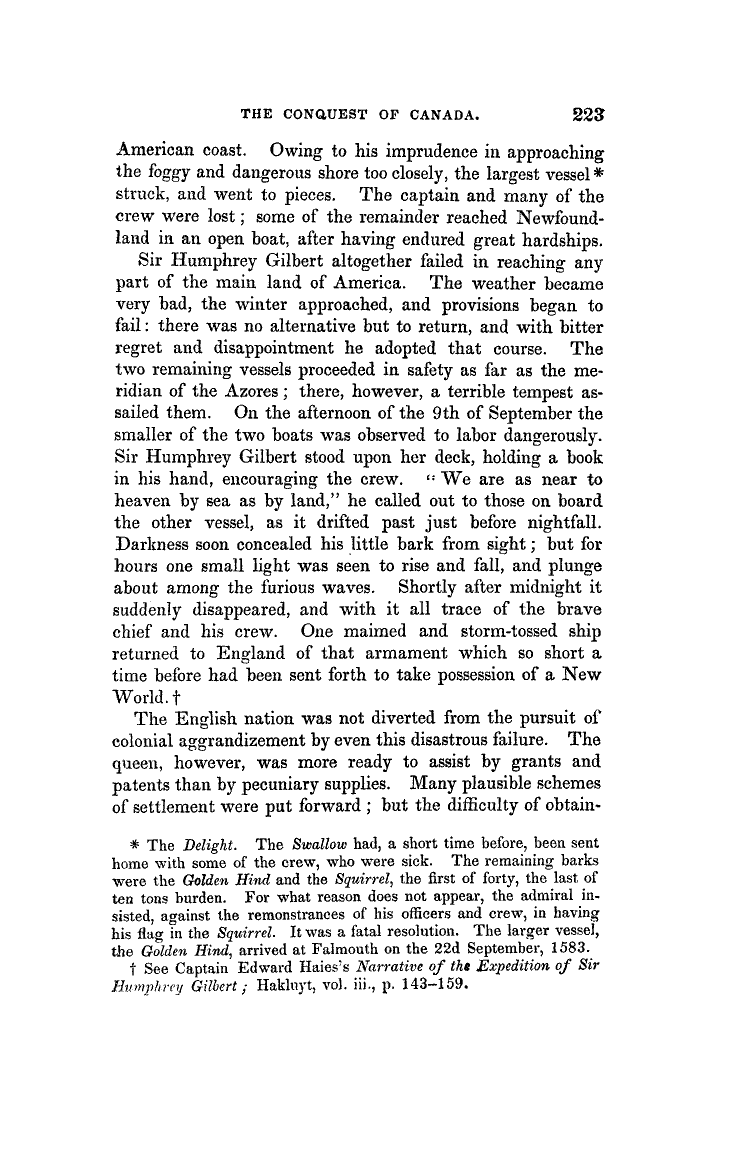 THE CONQUEST OF CANADA. 223
American coast. Owing to his imprudence in approaching
the foggy and dangerous shore too closely, the largest vessel *
struck, and went to pieces. The captain and many of the
crew were lost ; some of the remainder reached Newfound-
land in an open boat, after having endured great hardships.
Sir Humphrey Gilbert altogether failed in reaching any
part of the main land of America. The weather became
very bad, the winter approached, and provisions began to
fail : there was no alternative but to return, and with bitter
regret and disappointment he adopted that course. The
two remaining vessels proceeded in safety as far as the me-
ridian of the Azores ; there, however, a terrible tempest as-
sailed them. On the afternoon of the 9th of September the
smaller of the two boats was observed to labor dangerously.
Sir Humphrey Gilbert stood upon her deck, holding a book
in his hand, encouraging the crew. “ We are as near to
heaven by sea as by land,” he called out to those on board
the other vessel, as it drifted past just before nightfall.
Darkness soon concealed his little bark from sight ; but for
hours one small light was seen to rise and fall, and plunge
about among the furious waves. Shortly after midnight it
suddenly disappeared, and with it all trace of the brave
chief and his crew. One maimed and storm-tossed ship
returned to England of that armament which so short a
time before had been sent forth to take possession of a New
World. †
The English nation was not diverted from the pursuit of
colonial aggrandizement by even this disastrous failure. The
queen, however, was more ready to assist by grants and
patents than by pecuniary supplies. Many plausible schemes
of settlement were put forward ; but the difficulty of obtain-
* The Delight. The Swallow had, a short time before, been sent
home with some of the crew, who were sick. The remaining barks
were the Golden Hind and the Squirrel, the first of forty, the last of
ten tons burden. For what reason does not appear, the admiral in-
sisted, against the remonstrances of his officers and crew, in having
his flag in the Squirrel. It was a fatal resolution. The larger vessel,
the Golden Hind, arrived at Falmouth on the 22d September, 1583.
† See Captain Edward Haies's Narrative of the Expedition of Sir
Humphrey Gilbert ; Hakluyt, vol. iii., p. 143–159.